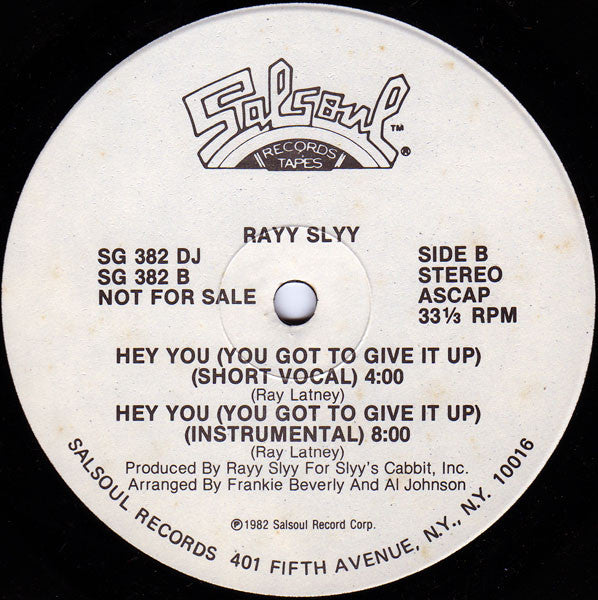 Salsoul™
RECORDS
TAPES ®
RAYY SLYY
SG 382 DJ
SG 382 B
NOT FOR SALE
SIDE B
STEREO
ASCAP
33⅓ RPM
HEY YOU (YOU GOT TO GIVE IT UP)
(SHORT VOCAL) 4:00
(Ray Latney)
HEY YOU (YOU GOT TO GIVE IT UP)
(INSTRUMENTAL) 8:00
(Ray Latney)
Produced By Rayy Slyy For Slyy's Cabbit, Inc.
Arranged By Frankie Beverly And Al Johnson
℗1982 Salsoul Record Corp.
SALSOUL RECORDS 401 FIFTH AVENUE, N.Y., N.Y. 10016